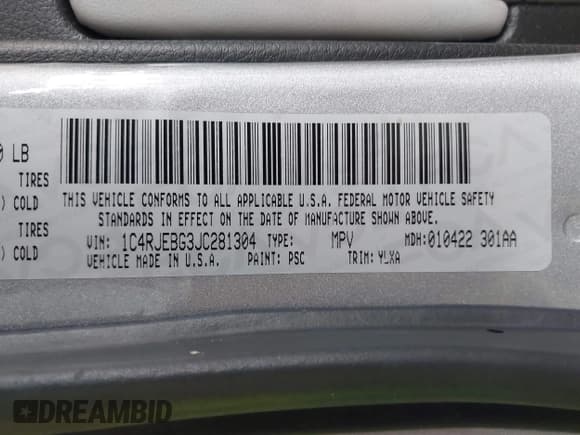 0 LB
TIRES
) COLD
TIRES
) COLD
THIS VEHICLE CONFORMS TO ALL APPLICABLE U.S.A. FEDERAL MOTOR VEHICLE SAFETY
STANDARDS IN EFFECT ON THE DATE OF MANUFACTURE SHOWN ABOVE.
VIN: 1C4RJEBG3JC281304 TYPE: MPV MDH:010422 301AA
VEHICLE MADE IN U.S.A. PAINT: PSC TRIM:
DREAMBID